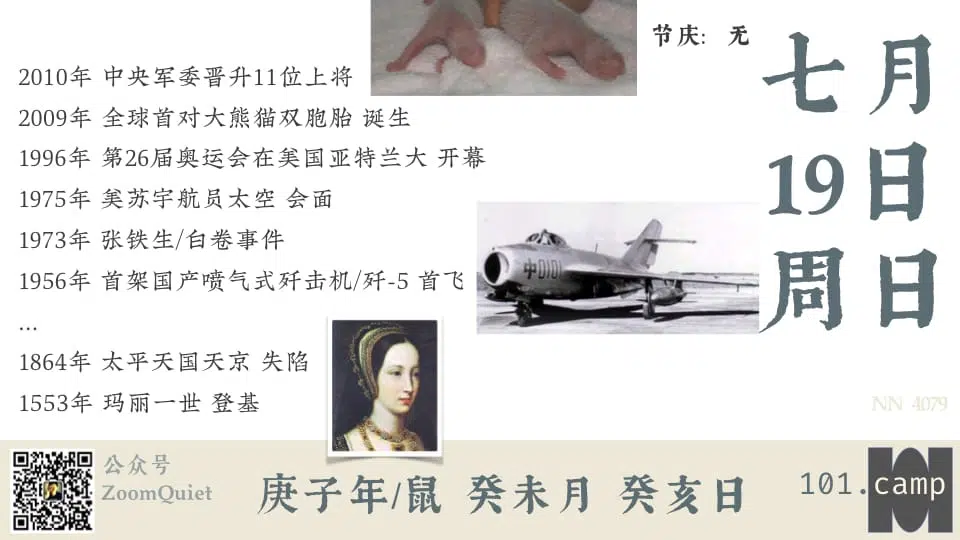 节庆: 无
七月
19日
周日
2010年 中央军委晋升11位上将
2009年 全球首对大熊猫双胞胎 诞生
1996年 第26届奥运会在美国亚特兰大 开幕
1975年 美苏宇航员太空 会面
1973年 张铁生/白卷事件
1956年 首架国产喷气式歼击机/歼-5 首飞
...
1864年 太平天国天京 失陷
1553年 玛丽一世 登基
中0101
NN 4079
公众号
ZoomQuiet
庚子年/鼠 癸未月 癸亥日
101.camp